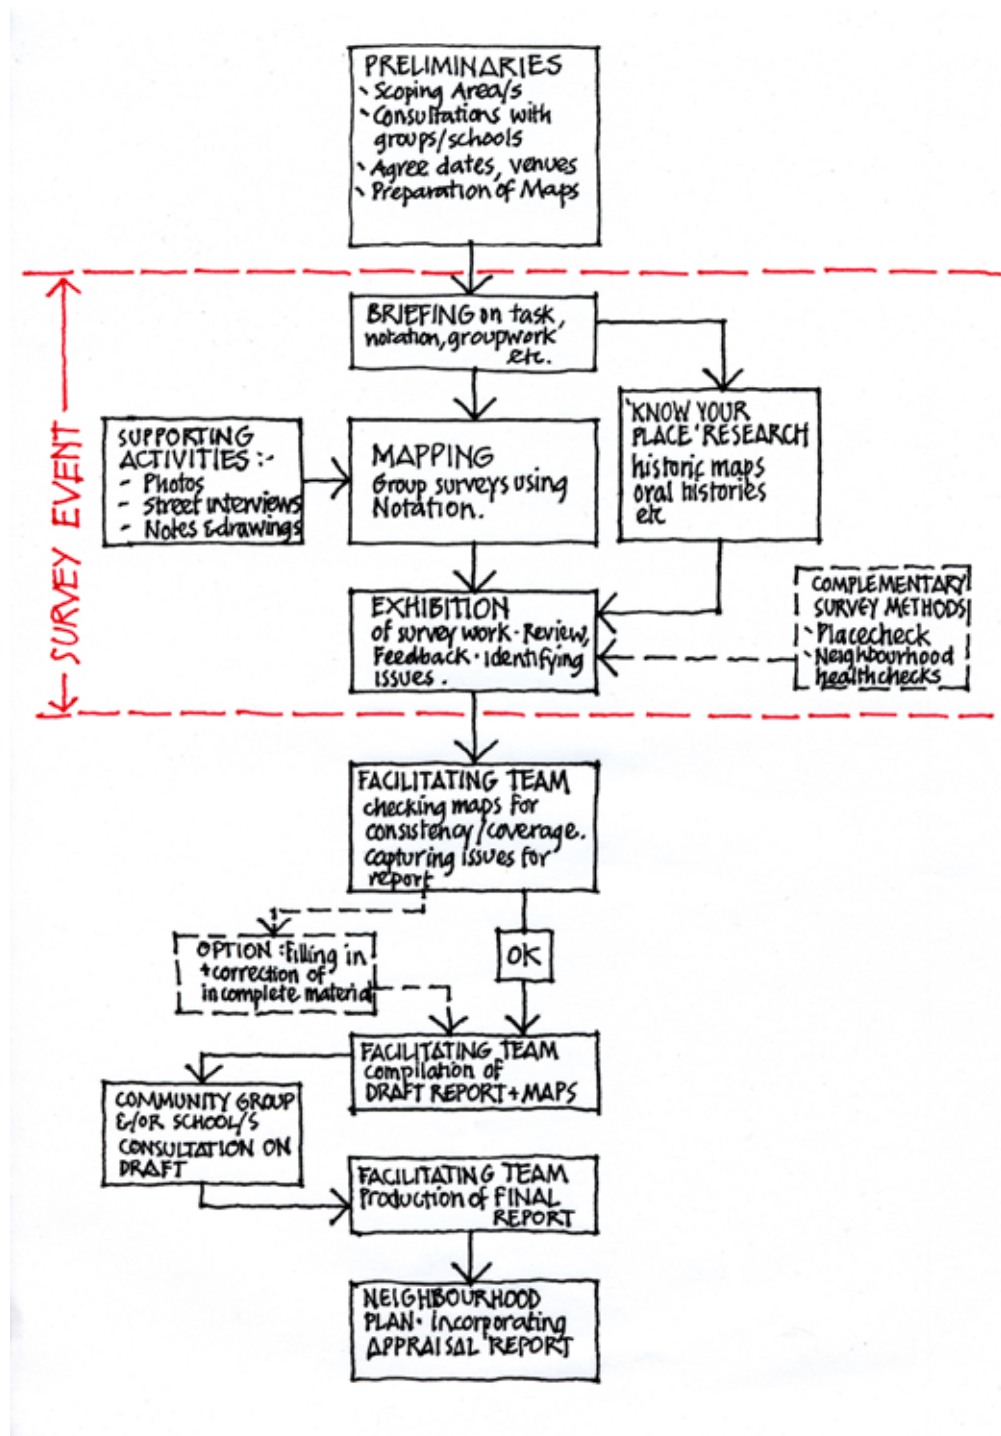 PRELIMINARIES
Scoping Area/s
Consultations with
groups/schools
Agree dates, venues
Preparation of Maps
SURVEY EVENT
BRIEFING on task,
notation, groupwork
etc.
SUPPORTING
ACTIVITIES :-
- Photos
- Street interviews
- Notes & drawings
MAPPING
Group surveys using
Notation.
'KNOW YOUR
PLACE' RESEARCH
historic maps
oral histories
etc
EXHIBITION
of survey work · Review,
Feedback · Identifying
issues.
COMPLEMENTARY
SURVEY METHODS
Placecheck
Neighbourhood
healthchecks
FACILITATING TEAM
checking maps for
consistency/coverage.
capturing issues for
report
OPTION : Filling in
+ correction of
incomplete material
OK
FACILITATING TEAM
compilation of
DRAFT REPORT + MAPS
COMMUNITY GROUP
&/OR SCHOOL/S
CONSULTATION ON
DRAFT
FACILITATING TEAM
Production of FINAL
REPORT
NEIGHBOURHOOD
PLAN · Incorporating
APPRAISAL REPORT